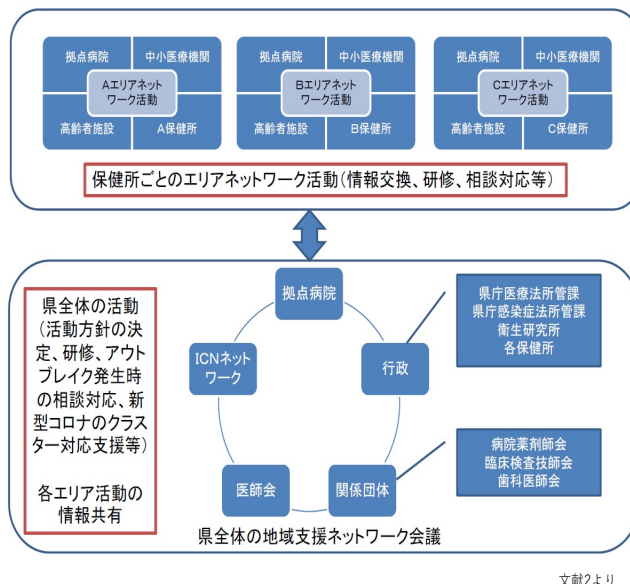 拠点病院
中小医療機関
Aエリアネット
ワーク活動
高齢者施設
A保健所
拠点病院
中小医療機関
Bエリアネット
ワーク活動
高齢者施設
B保健所
拠点病院
中小医療機関
Cエリアネット
ワーク活動
高齢者施設
C保健所
保健所ごとのエリアネットワーク活動(情報交換、研修、相談対応等)
県全体の活動
(活動方針の決
定、研修、アウト
ブレイク発生時
の相談対応、新
型コロナのクラス
ター対応支援等)
各エリア活動の
情報共有
拠点病院
ICNネット
ワーク
行政
医師会
関係団体
県庁医療法所管課
県庁感染症法所管課
衛生研究所
各保健所
病院薬剤師会
臨床検査技師会
歯科医師会
県全体の地域支援ネットワーク会議
文献2より